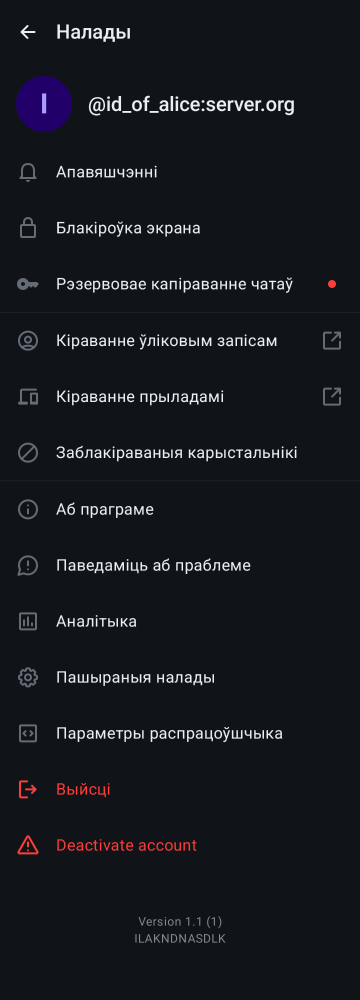 Налады
I
@id_of_alice:server.org
Апавяшчэнні
Блакіроўка экрана
Рэзервовае капіраванне чатаў
Кіраванне ўліковым запісам
Кіраванне прыладамі
Заблакіраваныя карыстальнікі
Аб праграме
Паведаміць аб праблеме
Аналітыка
Пашыраныя налады
Параметры распрацоўшчыка
Выйсці
Deactivate account
Version 1.1 (1)
ILAKNDNASDLK